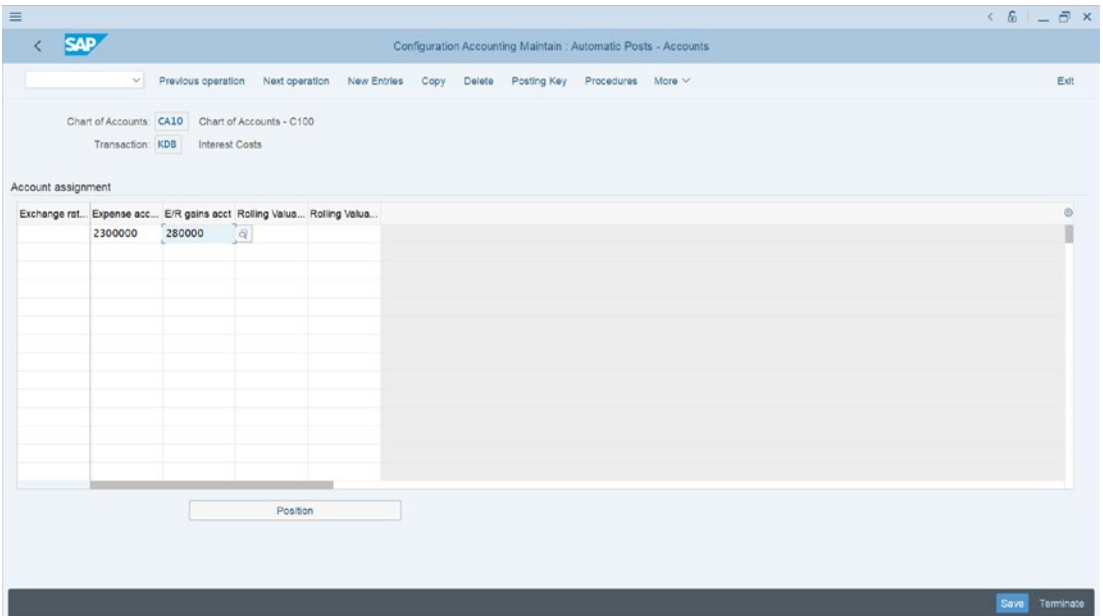 SAP
Configuration Accounting Maintain : Automatic Posts - Accounts
Previous operation Next operation New Entries Copy Delete Posting Key Procedures More Exit
Chart of Accounts: CA10 Chart of Accounts - C100
Transaction: KDB Interest Costs
Account assignment
Exchange rat... Expense acc... E/R gains acct Rolling Valua... Rolling Valua...
2300000 280000
Position
Save Terminate